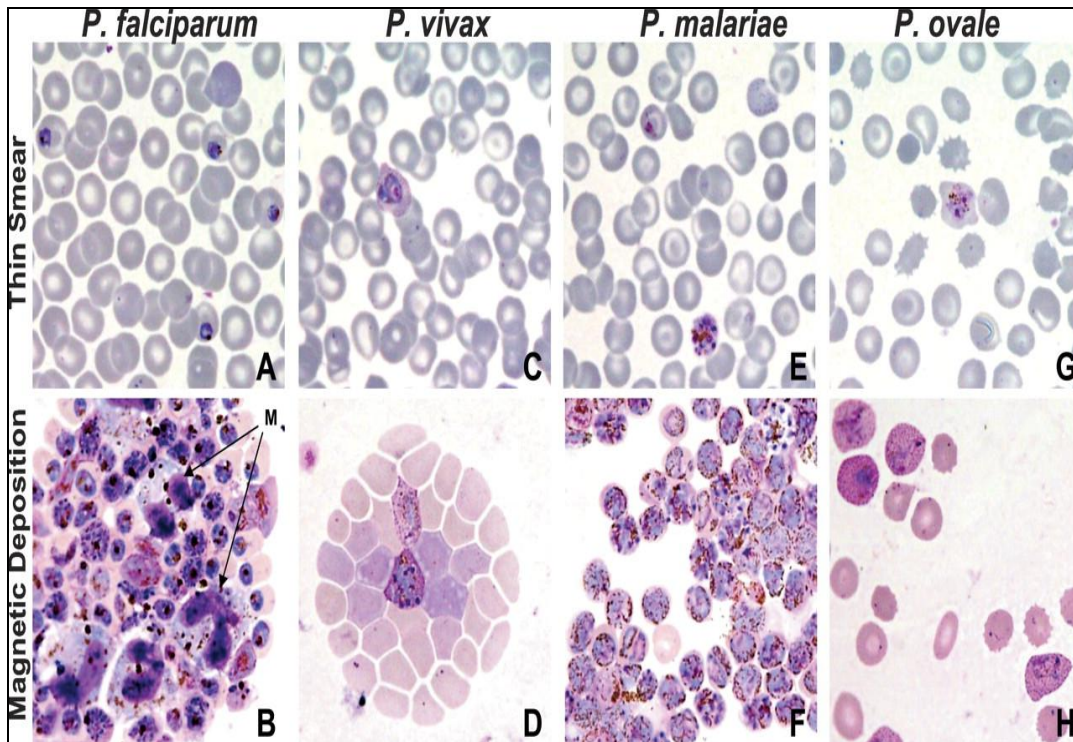 P. falciparum P. vivax P. malariae P. ovale
Thin Smear
A C E G
Magnetic Deposition
M
B D F H